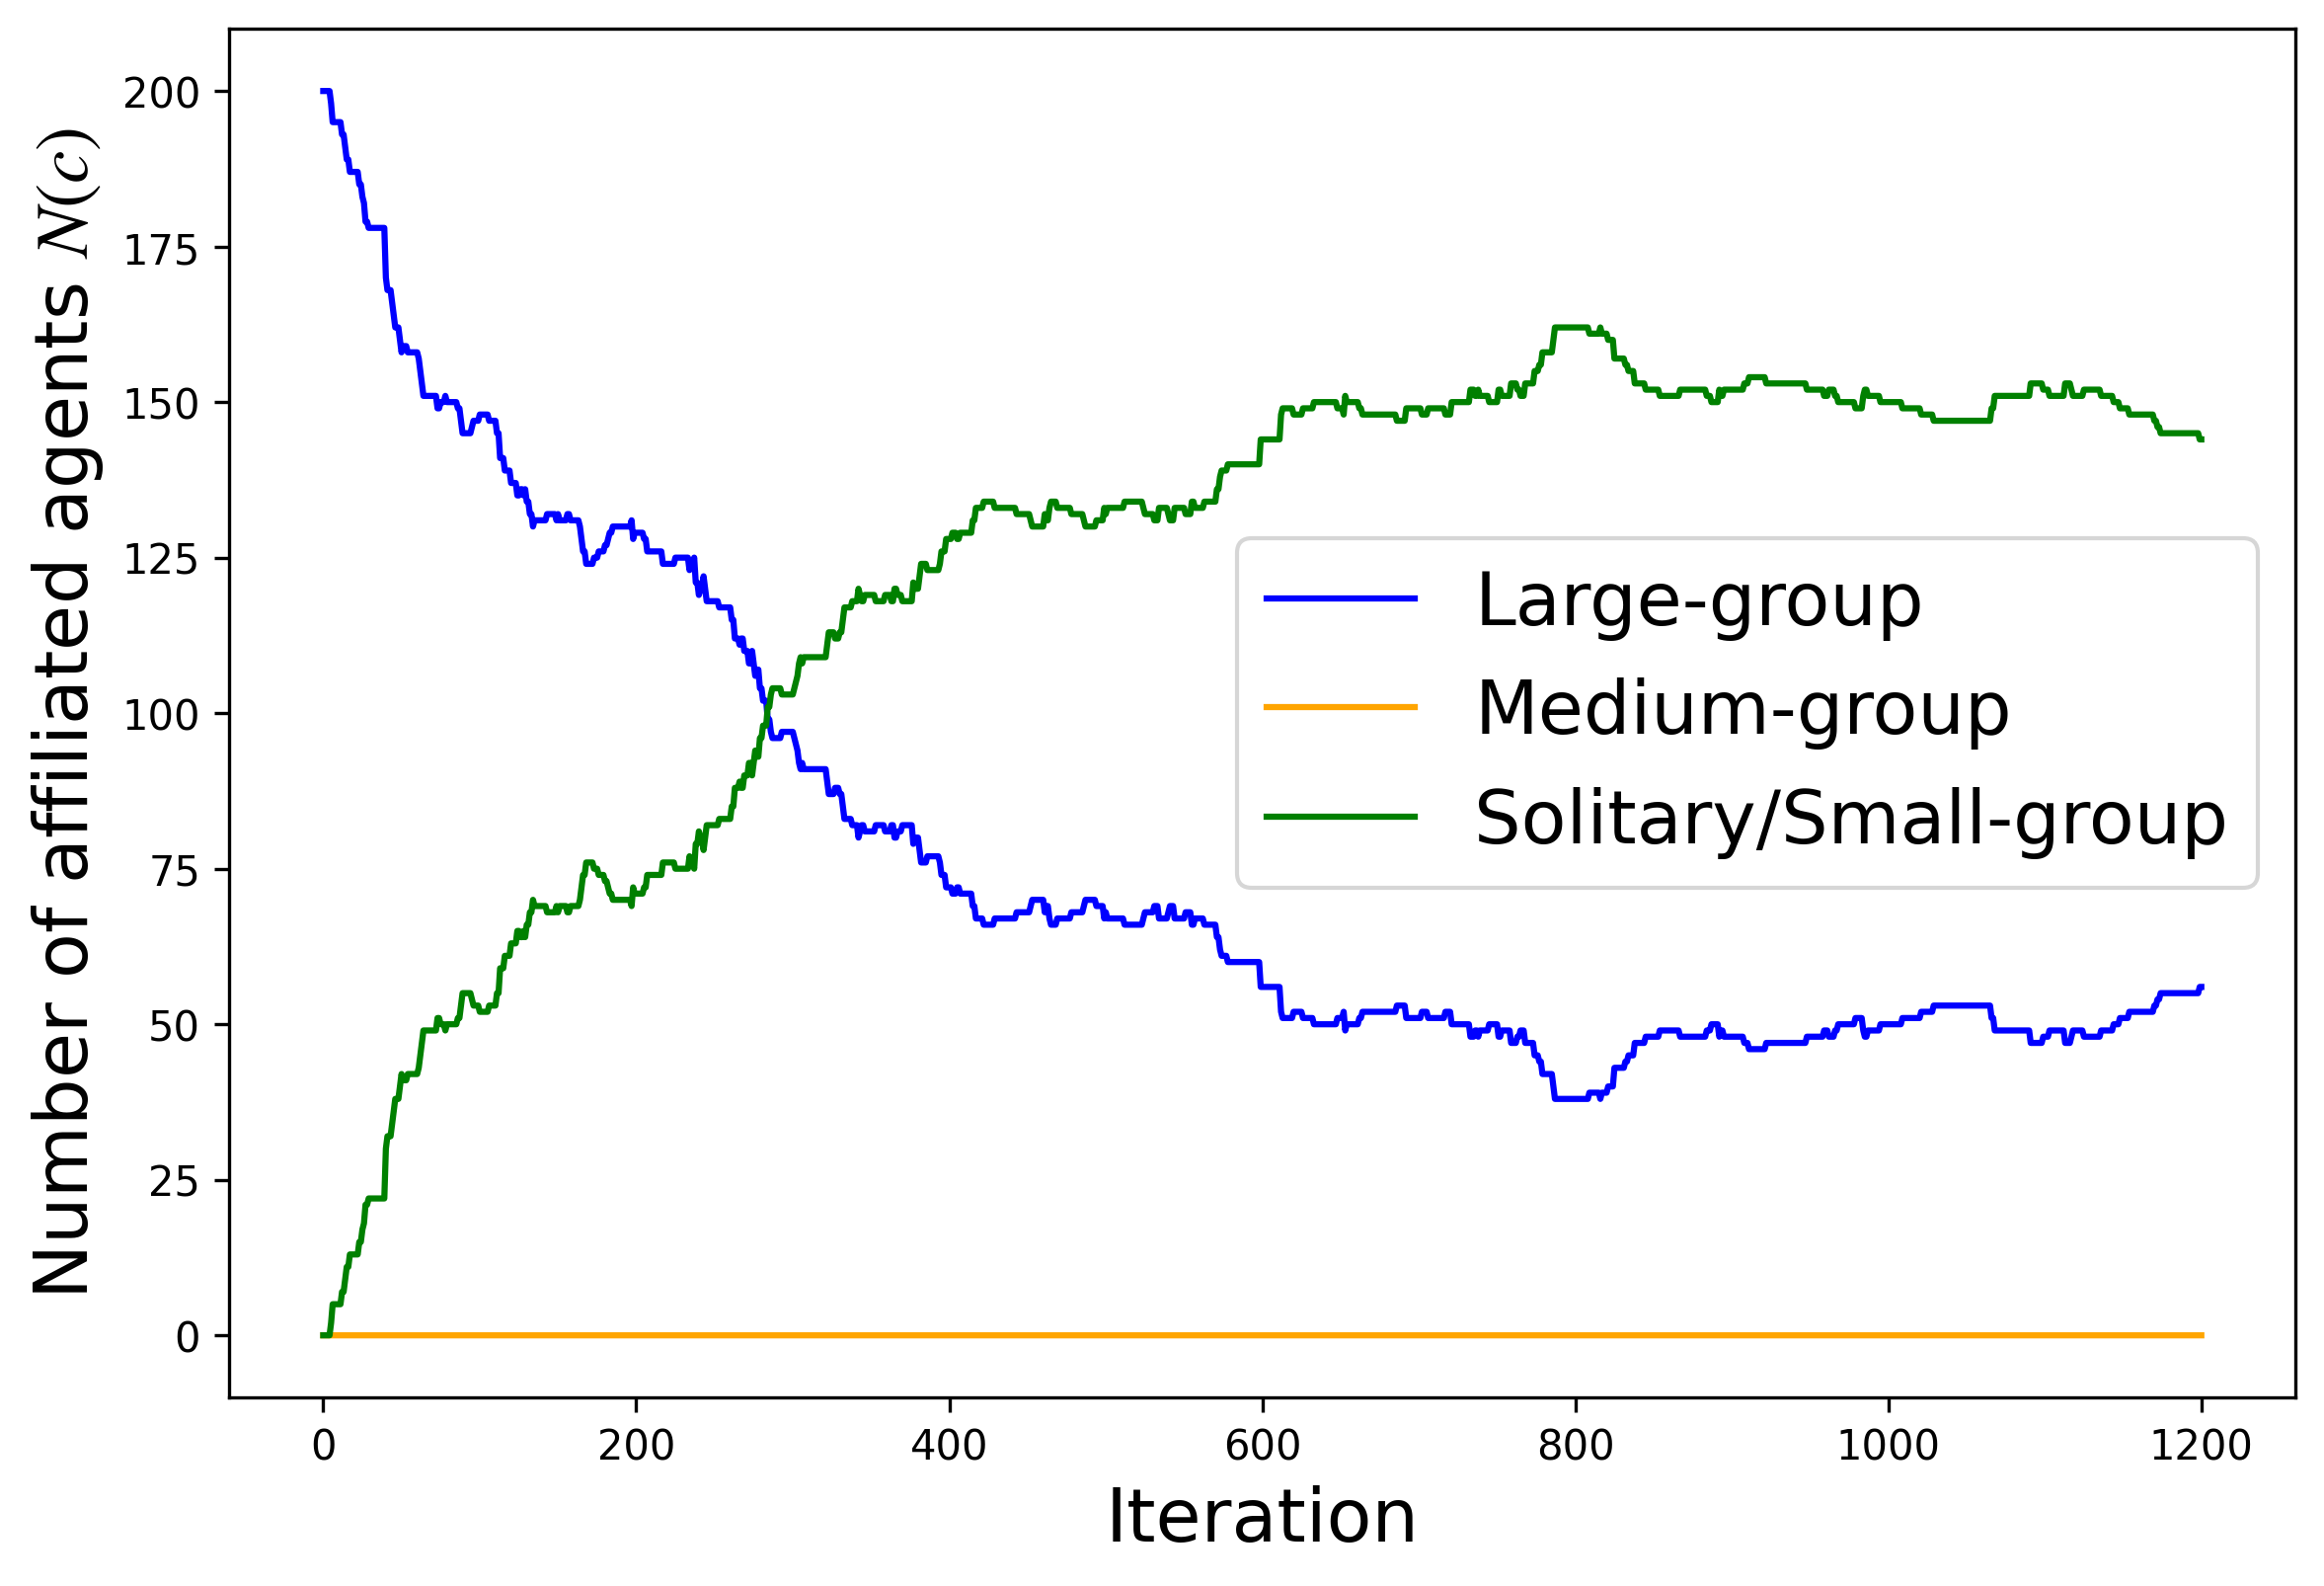 Number of affiliated agents N(c)
200
175
150
125
100
75
50
25
0
Large-group
Medium-group
Solitary/Small-group
0 200 400 600 800 1000 1200
Iteration